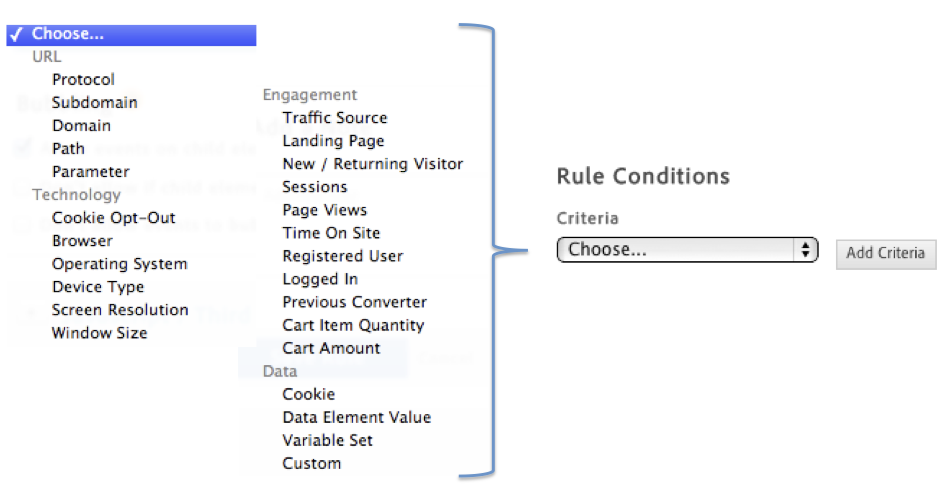 Choose...
URL
Protocol
Subdomain
Domain
Path
Parameter
Technology
Cookie Opt-Out
Browser
Operating System
Device Type
Screen Resolution
Window Size
Engagement
Traffic Source
Landing Page
New / Returning Visitor
Sessions
Page Views
Time On Site
Registered User
Logged In
Previous Converter
Cart Item Quantity
Cart Amount
Data
Cookie
Data Element Value
Variable Set
Custom
Rule Conditions
Criteria
Choose...
Add Criteria